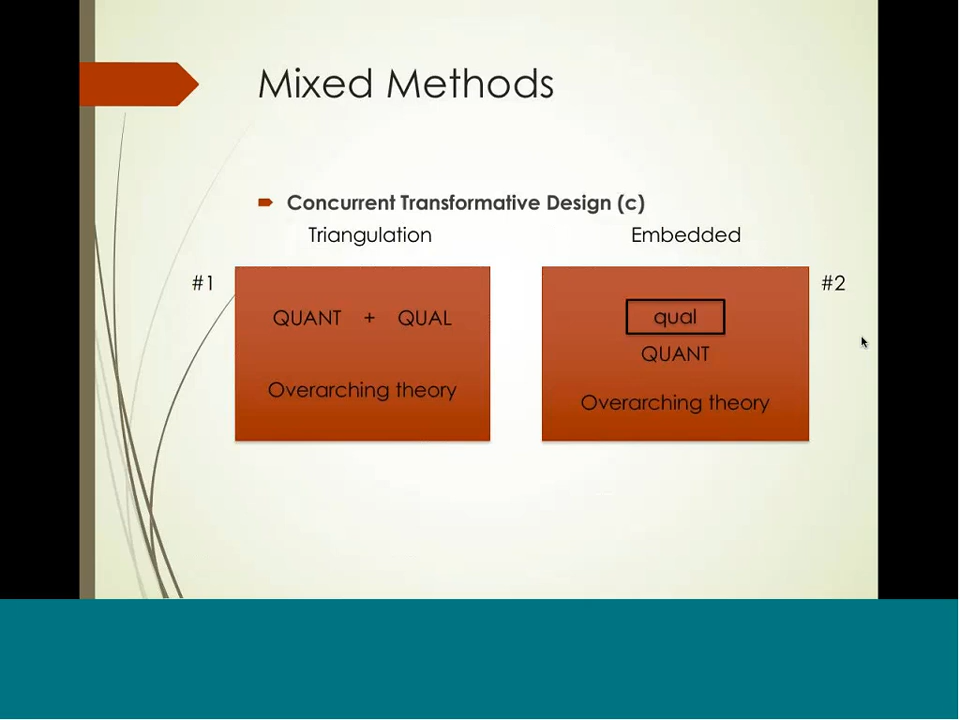 Mixed Methods
Concurrent Transformative Design (c)
Triangulation
Embedded
#1
QUANT + QUAL
Overarching theory
#2
qual
QUANT
Overarching theory